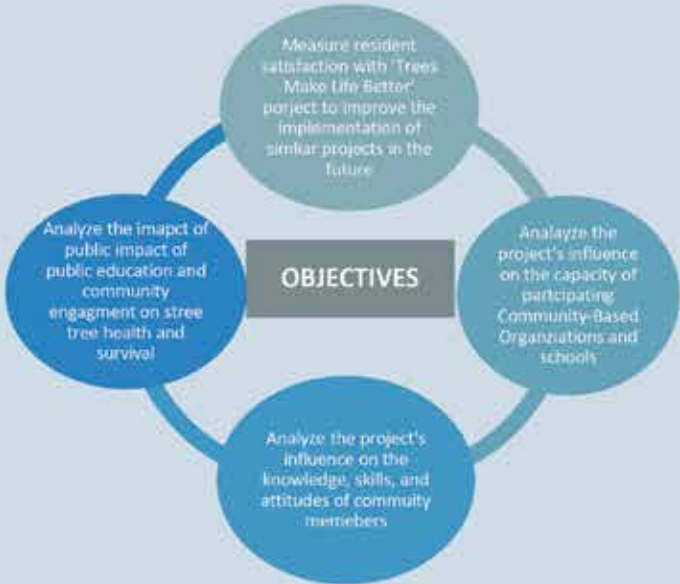 Measure resident
satisfaction with 'Trees
Make Life Better'
porject to improve the
implementation of
similiar projects in the
future
Analayze the
project's influence
on the capacity of
partcipating
Community-Based
Organziations and
schools
Analyze the project's
influence on the
knowledge, skills, and
attitudes of commuity
memebers
Analyze the imapct of
public impact of
public education and
community
engagment on stree
tree health and
survival
OBJECTIVES